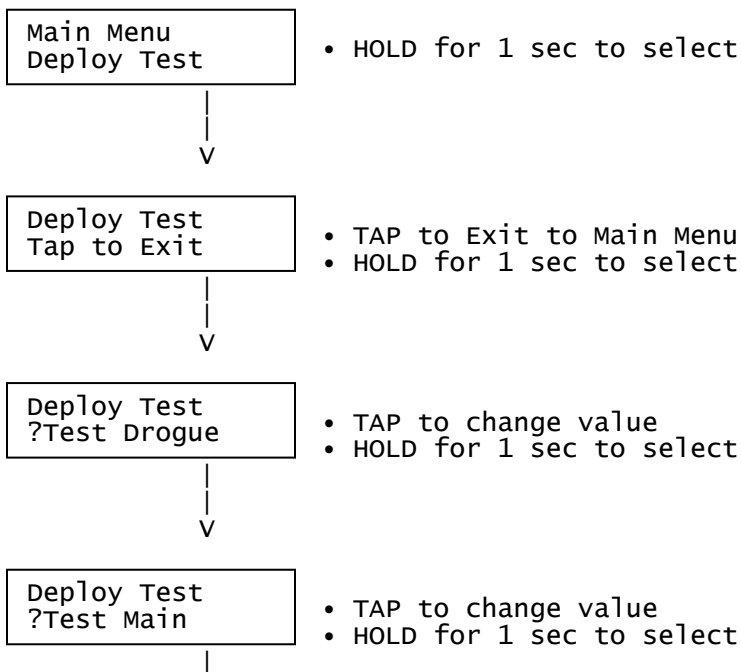 Main Menu
Deploy Test
• HOLD for 1 sec to select
Deploy Test
Tap to Exit
• TAP to Exit to Main Menu
• HOLD for 1 sec to select
Deploy Test
?Test Drogue
• TAP to change value
• HOLD for 1 sec to select
Deploy Test
?Test Main
• TAP to change value
• HOLD for 1 sec to select